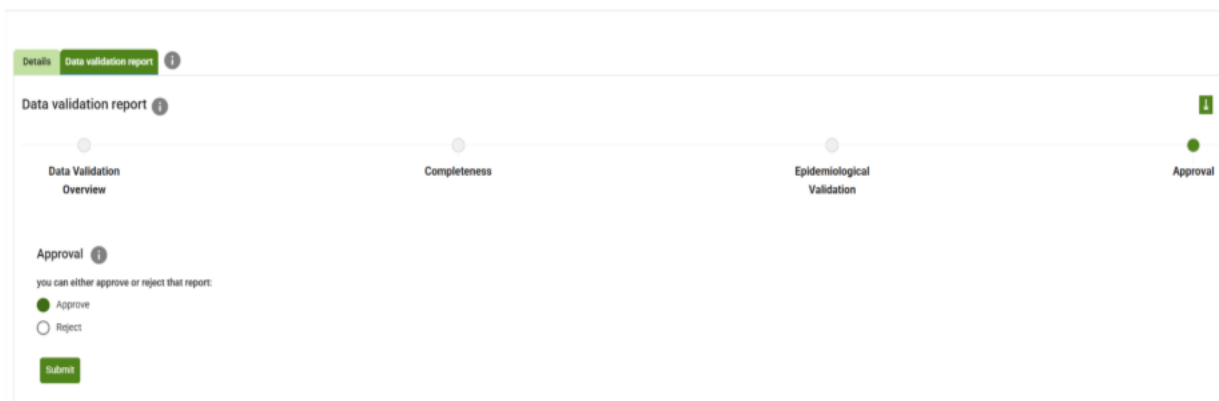 Details Data validation report
Data validation report
Data Validation Completeness Epidemiological Approval
Overview Validation
Approval
you can either approve or reject that report:
Approve
Reject
Submit